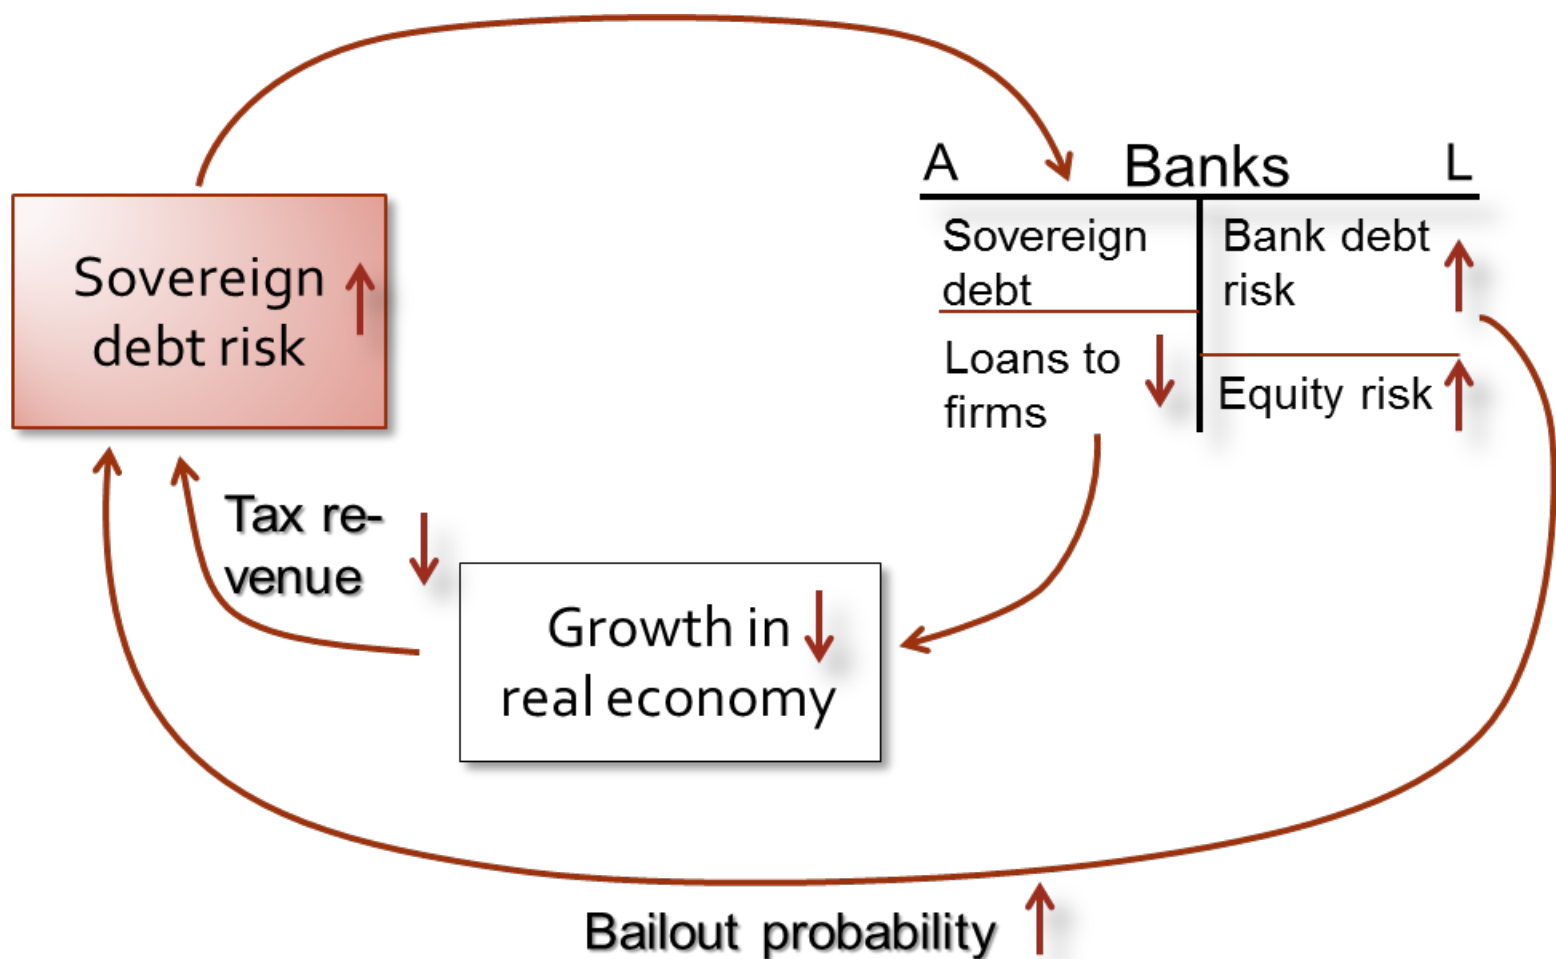 A Banks L
Sovereign
debt
Bank debt
risk
Sovereign
debt risk
Loans to
firms
Equity risk
Tax re-
venue
Growth in
real economy
Bailout probability